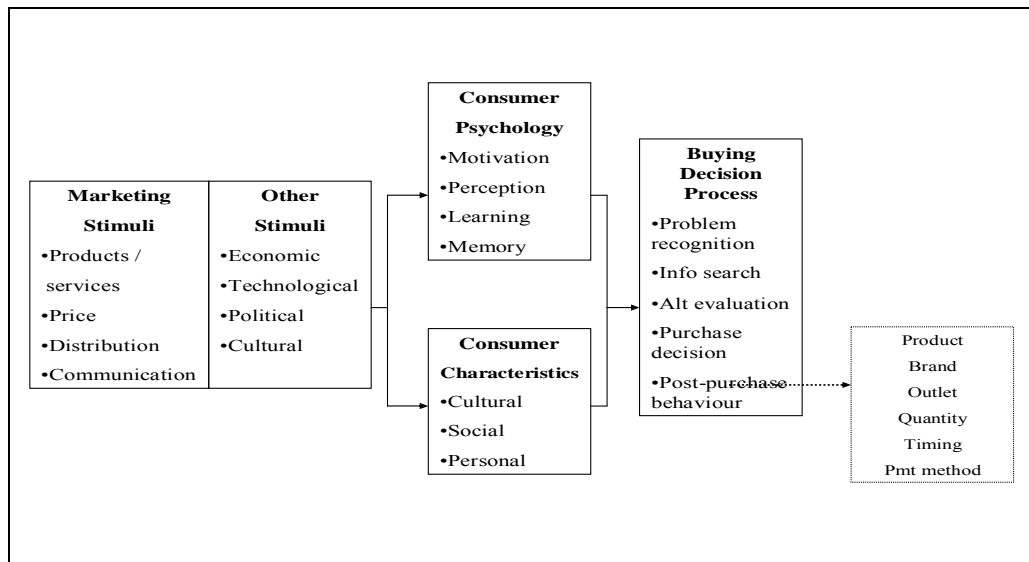 Marketing
Stimuli
•Products /
services
•Price
•Distribution
•Communication
Other
Stimuli
•Economic
•Technological
•Political
•Cultural
Consumer
Psychology
•Motivation
•Perception
•Learning
•Memory
Consumer
Characteristics
•Cultural
•Social
•Personal
Buying
Decision
Process
•Problem
recognition
•Info search
•Alt evaluation
•Purchase
decision
•Post-purchase
behaviour
Product
Brand
Outlet
Quantity
Timing
Pmt method